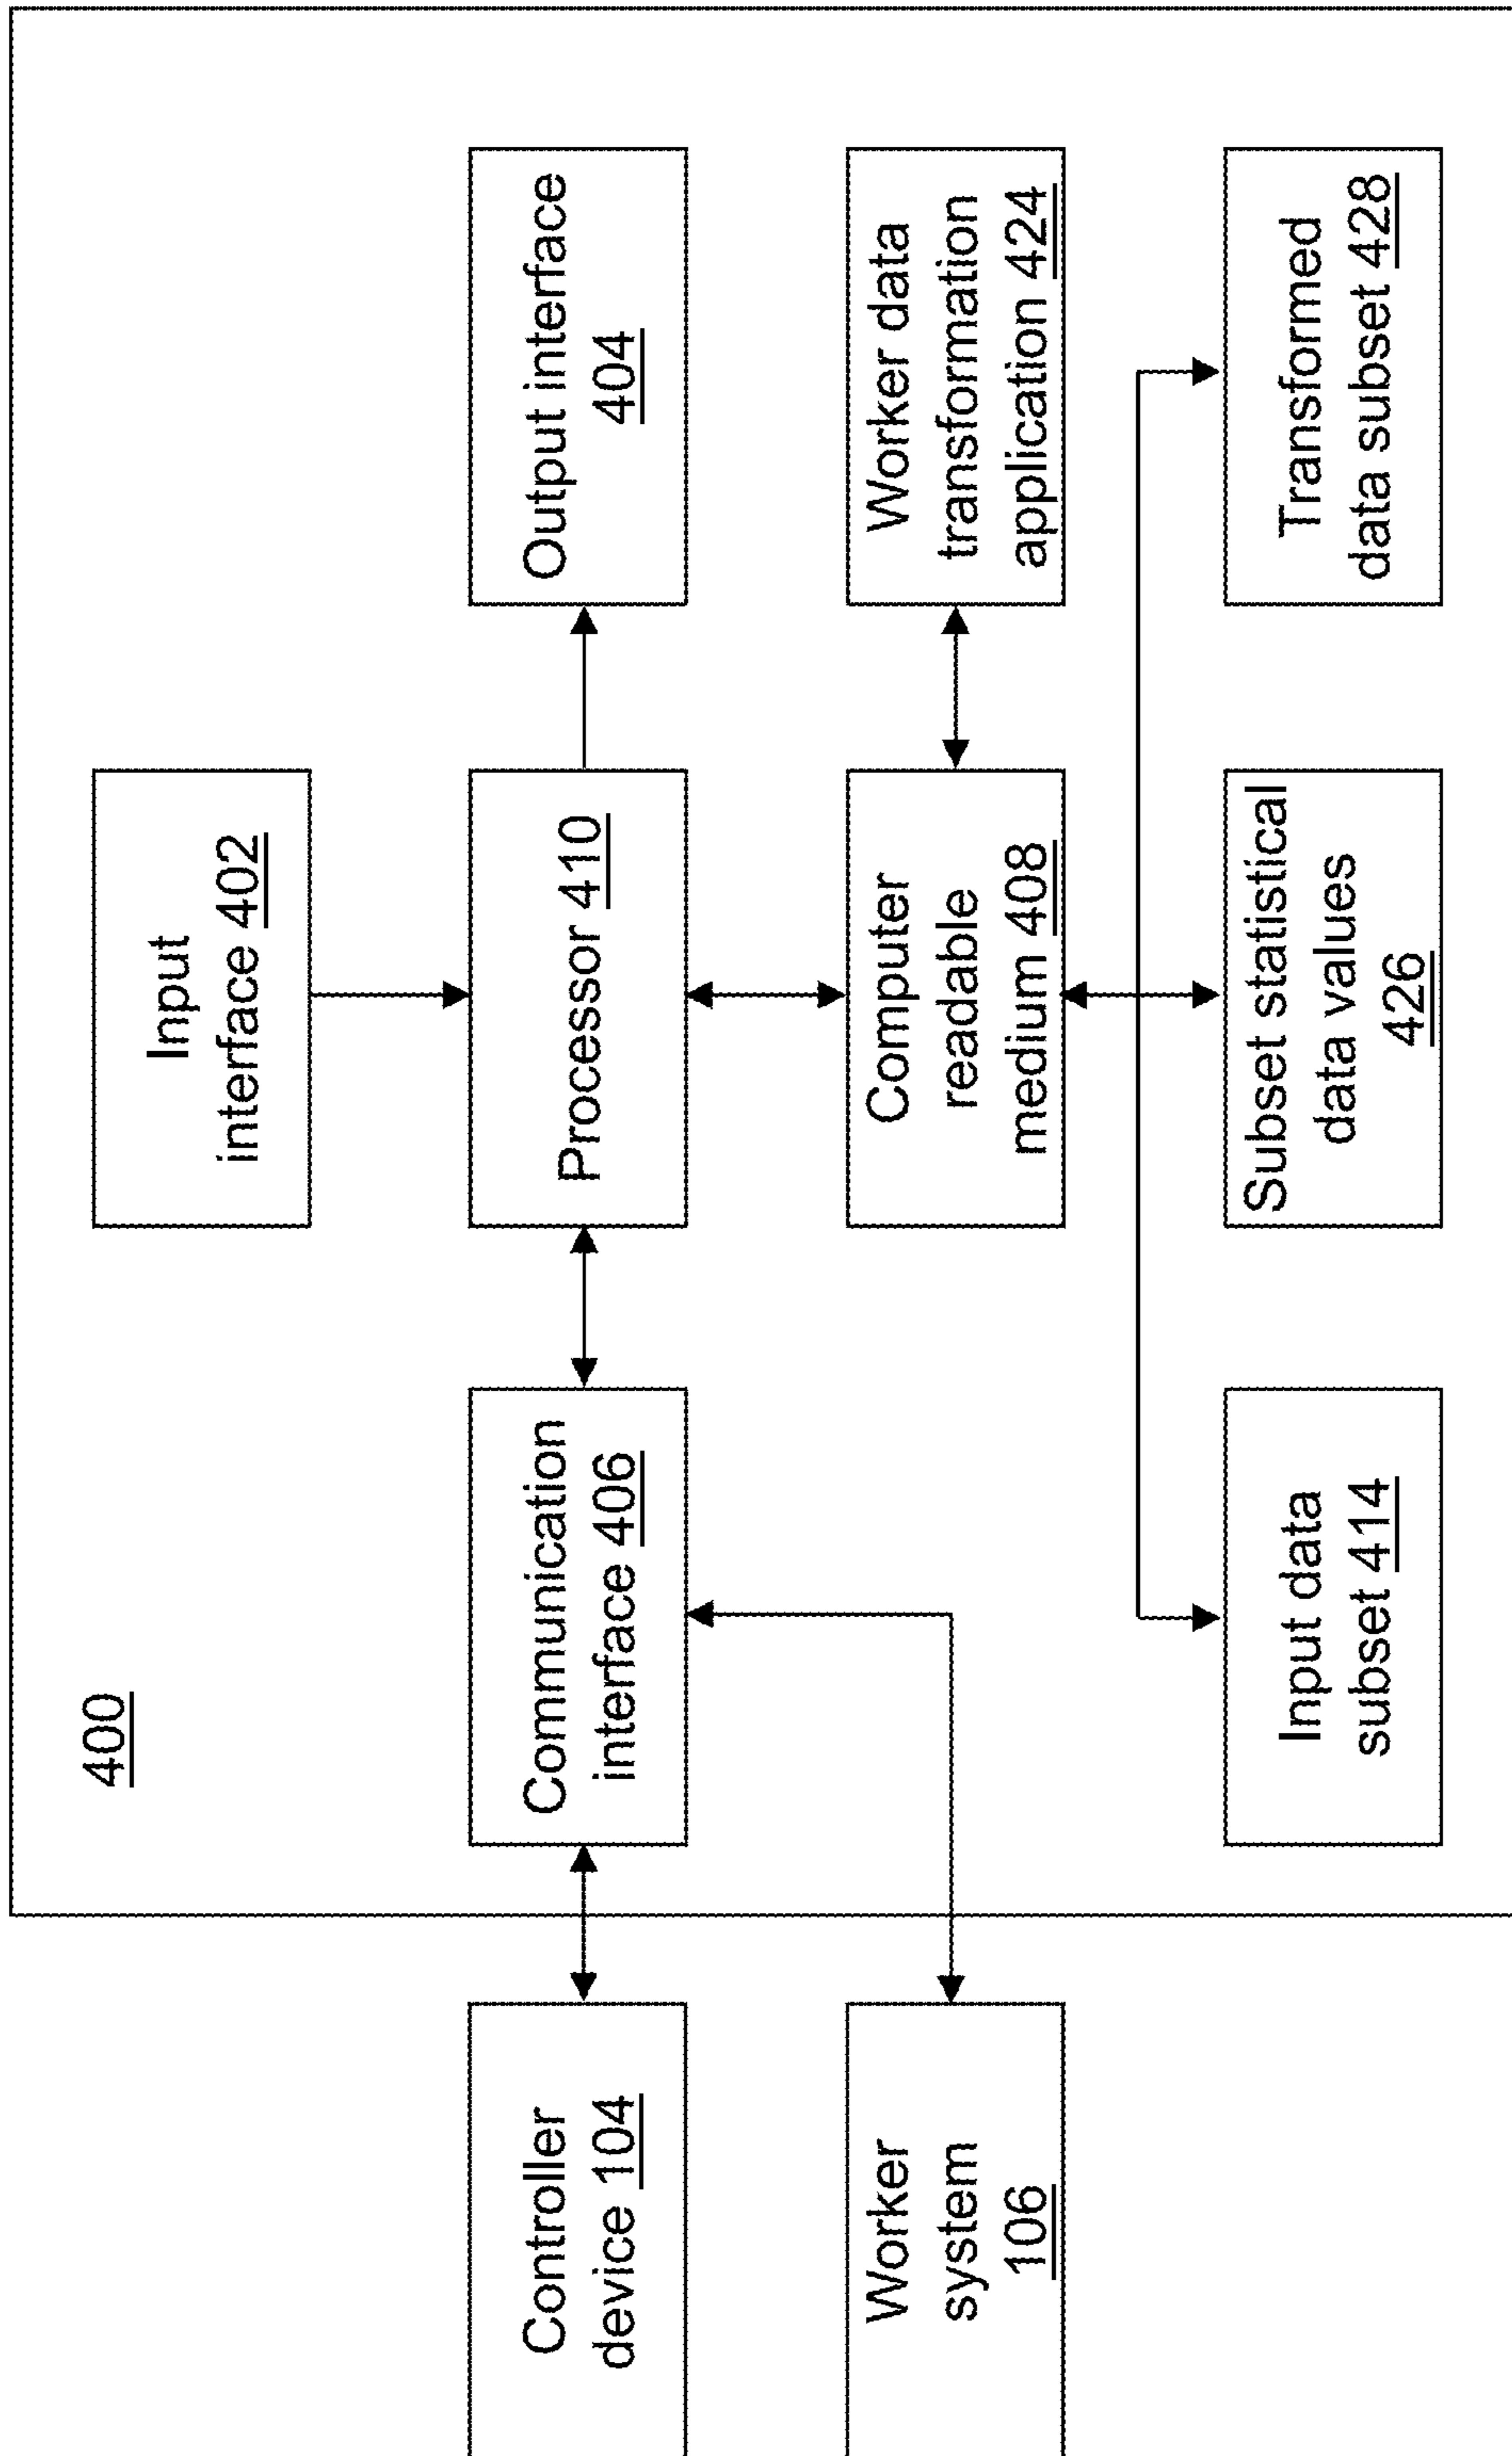 400
Input
interface 402
Controller
device 104
Communication
interface 406
Processor 410
Output interface
404
Worker
system
106
Computer
readable
medium 408
Worker data
transformation
application 424
Input data
subset 414
Subset statistical
data values
426
Transformed
data subset 428